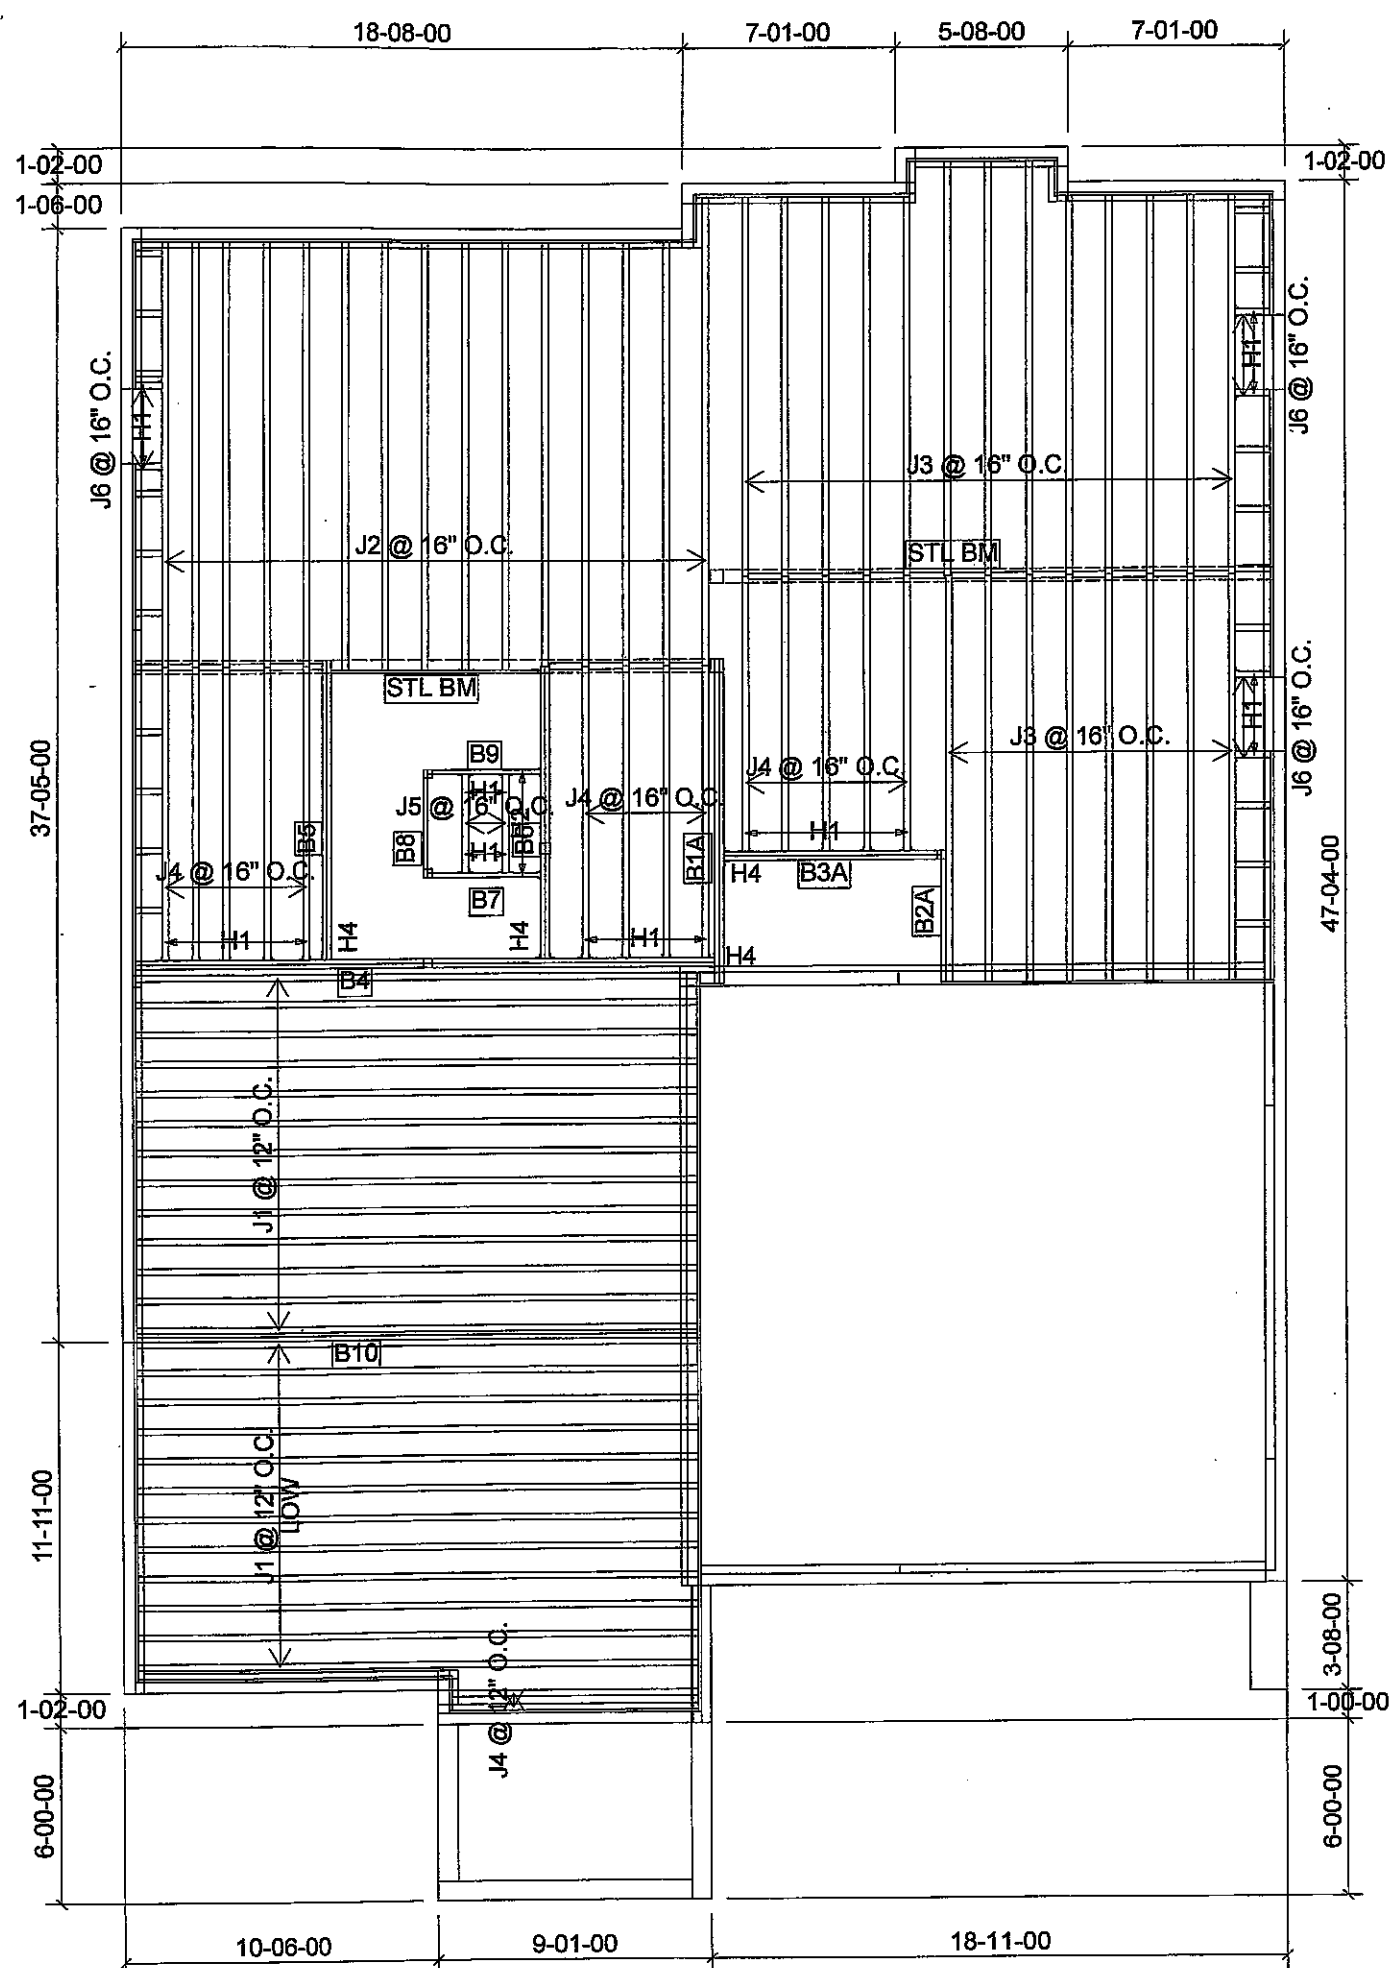 18-08-00
7-01-00
5-08-00
7-01-00
1-02-00
1-02-00
1-06-00
J6 @ 16" O.C.
H1
H1
J6 @ 16" O.C.
J3 @ 16" O.C.
J2 @ 16" O.C.
STL BM
STL BM
H1
J6 @ 16" O.C.
37-05-00
B9
J3 @ 16" O.C.
J4 @ 16" O.C.
H1
J5 @ 16" O.C.
J4 @ 16" O.C.
B5
B8
H1
H1
B1A
H4
B3A
J4 @ 16" O.C.
B7
B2A
47-04-00
H1
H4
H4
H1
H4
B4
J1 @ 12" O.C.
B10
11-11-00
J1 @ 12" O.C.
LOW
J4 @ 12" O.C.
3-08-00
1-02-00
1-00-00
6-00-00
6-00-00
10-06-00
9-01-00
18-11-00